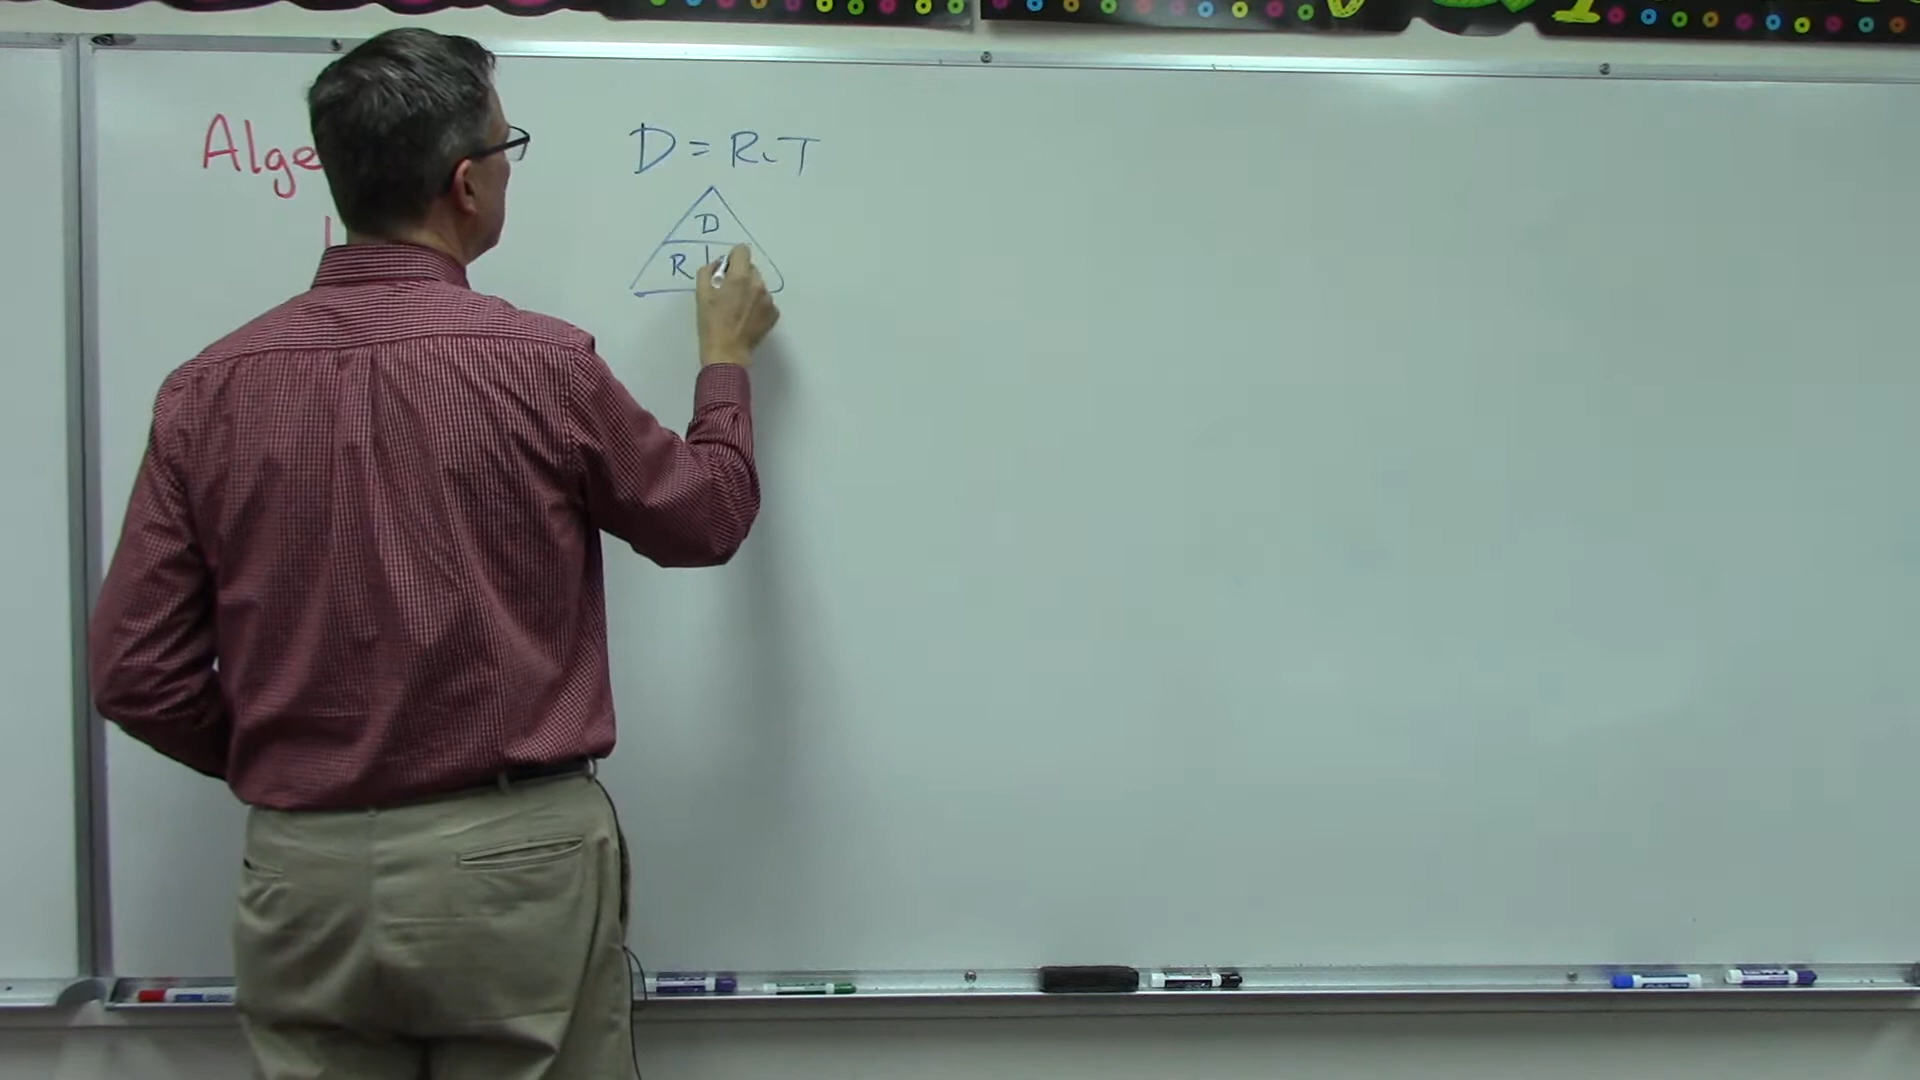 Alge
D = R·T
D
R